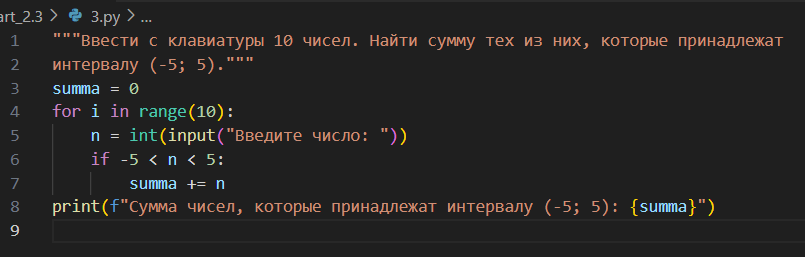 art_2.3 > 3.py > ...
1 """Ввести с клавиатуры 10 чисел. Найти сумму тех из них, которые принадлежат
2 интервалу (-5; 5)."""
3 summa = 0
4 for i in range(10):
5     n = int(input("Введите число: "))
6     if -5 < n < 5:
7         summa += n
8 print(f"Сумма чисел, которые принадлежат интервалу (-5; 5): {summa}")
9